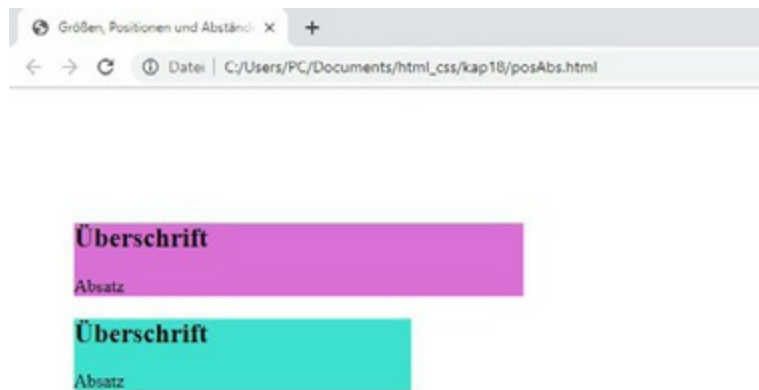 Größen, Positionen und Abständ
Datei | C:/Users/PC/Documents/html_css/kap18/posAbs.html
Überschrift
Absatz
Überschrift
Absatz